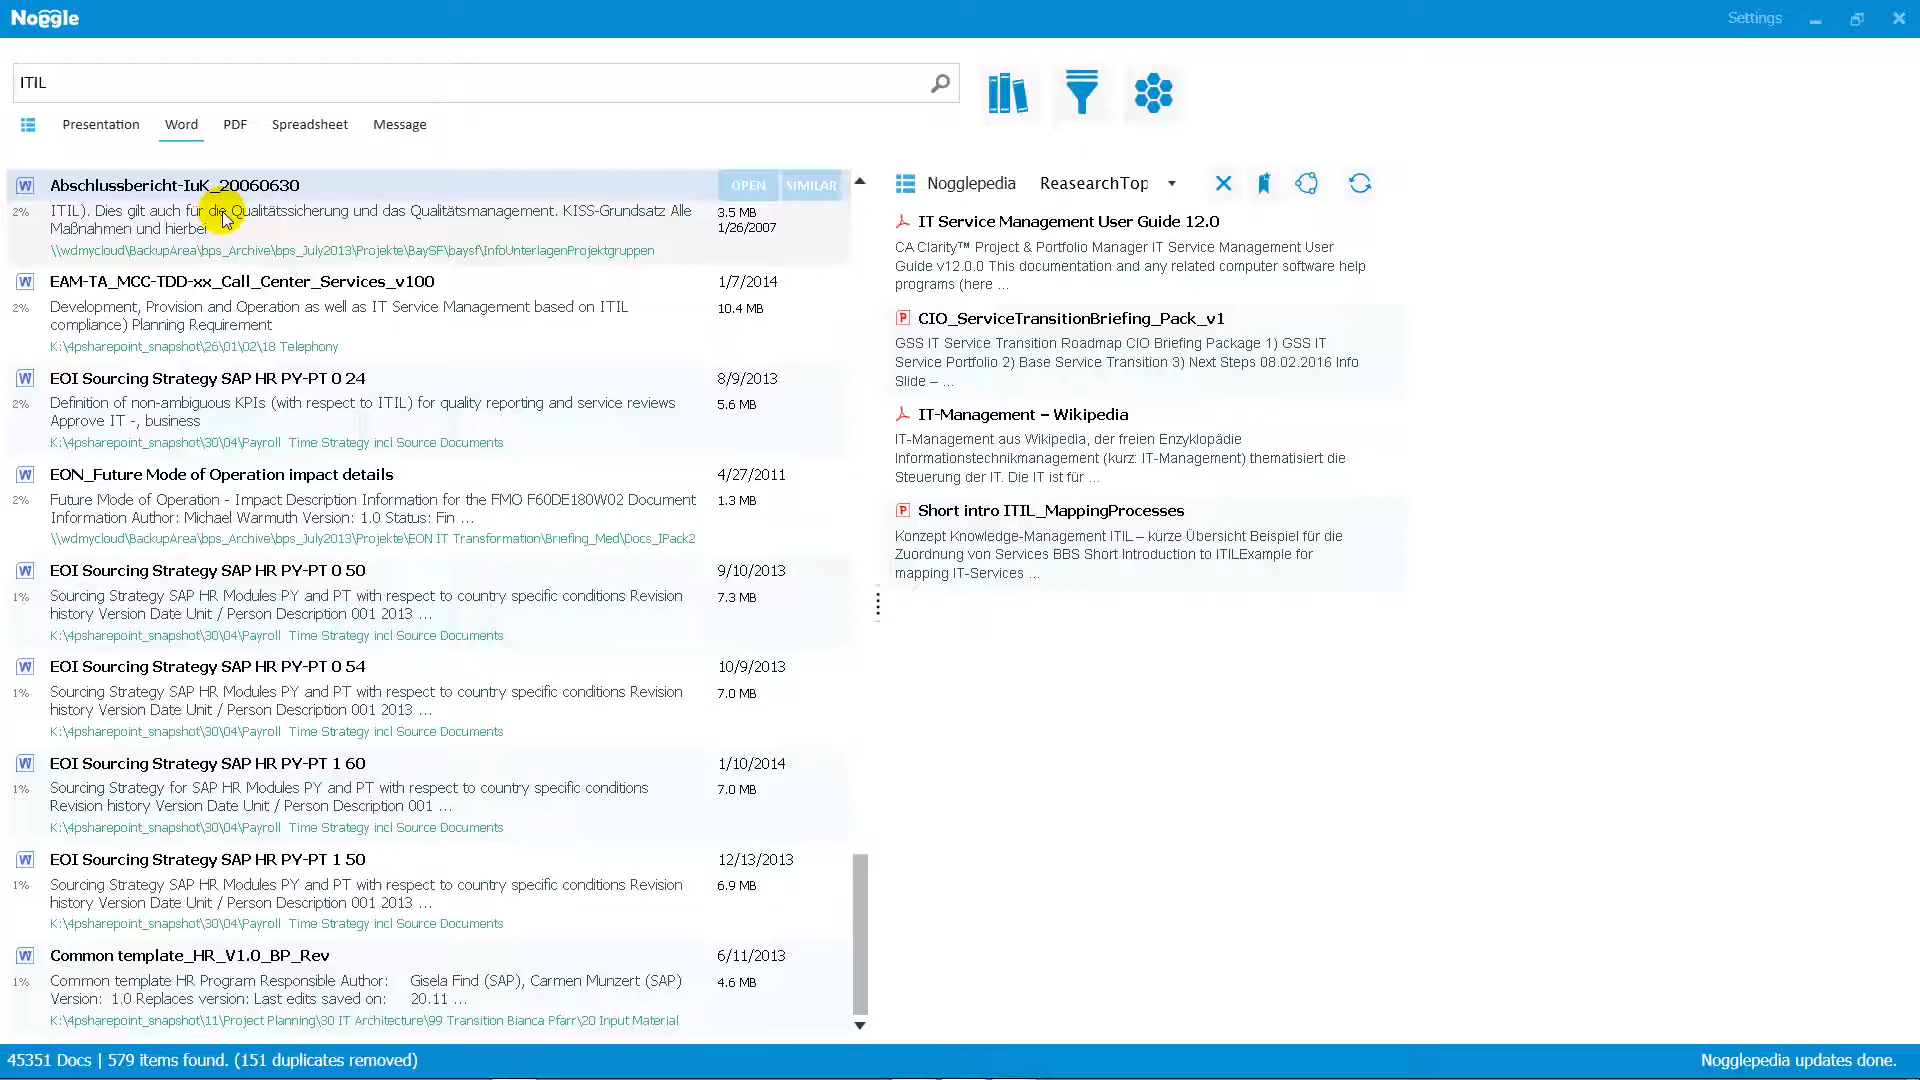 Noggle
Settings
ITIL
Presentation Word PDF Spreadsheet Message
Abschlussbericht-IuK_20060630 OPEN SIMILAR
2% ITIL). Dies gilt auch für die Qualitätssicherung und das Qualitätsmanagement. KISS-Grundsatz Alle 3.5 MB
Maßnahmen und hierbei 1/26/2007
\\wdmycloud\BackupArea\bps_Archive\bps_July2013\Projekte\BaySF\baysf\InfoUnterlagenProjektgruppen
EAM-TA_MCC-TDD-xx_Call_Center_Services_v100 1/7/2014
2% Development, Provision and Operation as well as IT Service Management based on ITIL 10.4 MB
compliance) Planning Requirement
K:\4psharepoint_snapshot\26\01\02\18 Telephony
EOI Sourcing Strategy SAP HR PY-PT 0 24 8/9/2013
2% Definition of non-ambiguous KPIs (with respect to ITIL) for quality reporting and service reviews 5.6 MB
Approve IT -, business
K:\4psharepoint_snapshot\30\04\Payroll Time Strategy incl Source Documents
EON_Future Mode of Operation impact details 4/27/2011
2% Future Mode of Operation - Impact Description Information for the FMO F60DE180W02 Document 1.3 MB
Information Author: Michael Warmuth Version: 1.0 Status: Fin ...
\\wdmycloud\BackupArea\bps_Archive\bps_July2013\Projekte\EON IT Transformation\Briefing_Med\Docs_IPack2
EOI Sourcing Strategy SAP HR PY-PT 0 50 9/10/2013
1% Sourcing Strategy SAP HR Modules PY and PT with respect to country specific conditions Revision 7.3 MB
history Version Date Unit / Person Description 001 2013 ...
K:\4psharepoint_snapshot\30\04\Payroll Time Strategy incl Source Documents
EOI Sourcing Strategy SAP HR PY-PT 0 54 10/9/2013
1% Sourcing Strategy SAP HR Modules PY and PT with respect to country specific conditions Revision 7.0 MB
history Version Date Unit / Person Description 001 2013 ...
K:\4psharepoint_snapshot\30\04\Payroll Time Strategy incl Source Documents
EOI Sourcing Strategy SAP HR PY-PT 1 60 1/10/2014
1% Sourcing Strategy for SAP HR Modules PY and PT with respect to country specific conditions 7.0 MB
Revision history Version Date Unit / Person Description 001 ...
K:\4psharepoint_snapshot\30\04\Payroll Time Strategy incl Source Documents
EOI Sourcing Strategy SAP HR PY-PT 1 50 12/13/2013
1% Sourcing Strategy SAP HR Modules PY and PT with respect to country specific conditions Revision 6.9 MB
history Version Date Unit / Person Description 001 2013 ...
K:\4psharepoint_snapshot\30\04\Payroll Time Strategy incl Source Documents
Common template_HR_V1.0_BP_Rev 6/11/2013
1% Common template HR Program Responsible Author: Gisela Find (SAP), Carmen Munzert (SAP) 4.6 MB
Version: 1.0 Replaces version: Last edits saved on: 20.11 ...
K:\4psharepoint_snapshot\11\Project Planning\30 IT Architecture\99 Transition Bianca Pfarr\20 Input Material
Nogglepedia ReasearchTop
IT Service Management User Guide 12.0
CA Clarity™ Project & Portfolio Manager IT Service Management User
Guide v12.0.0 This documentation and any related computer software help
programs (here ...
CIO_ServiceTransitionBriefing_Pack_v1
GSS IT Service Transition Roadmap CIO Briefing Package 1) GSS IT
Service Portfolio 2) Base Service Transition 3) Next Steps 08.02.2016 Info
Slide – ...
IT-Management – Wikipedia
IT-Management aus Wikipedia, der freien Enzyklopädie
Informationstechnikmanagement (kurz: IT-Management) thematisiert die
Steuerung der IT. Die IT ist für ...
Short intro ITIL_MappingProcesses
Konzept Knowledge-Management ITIL – kurze Übersicht Beispiel für die
Zuordnung von Services BBS Short Introduction to ITILExample for
mapping IT-Services ...
45351 Docs | 579 items found. (151 duplicates removed)
Nogglepedia updates done.